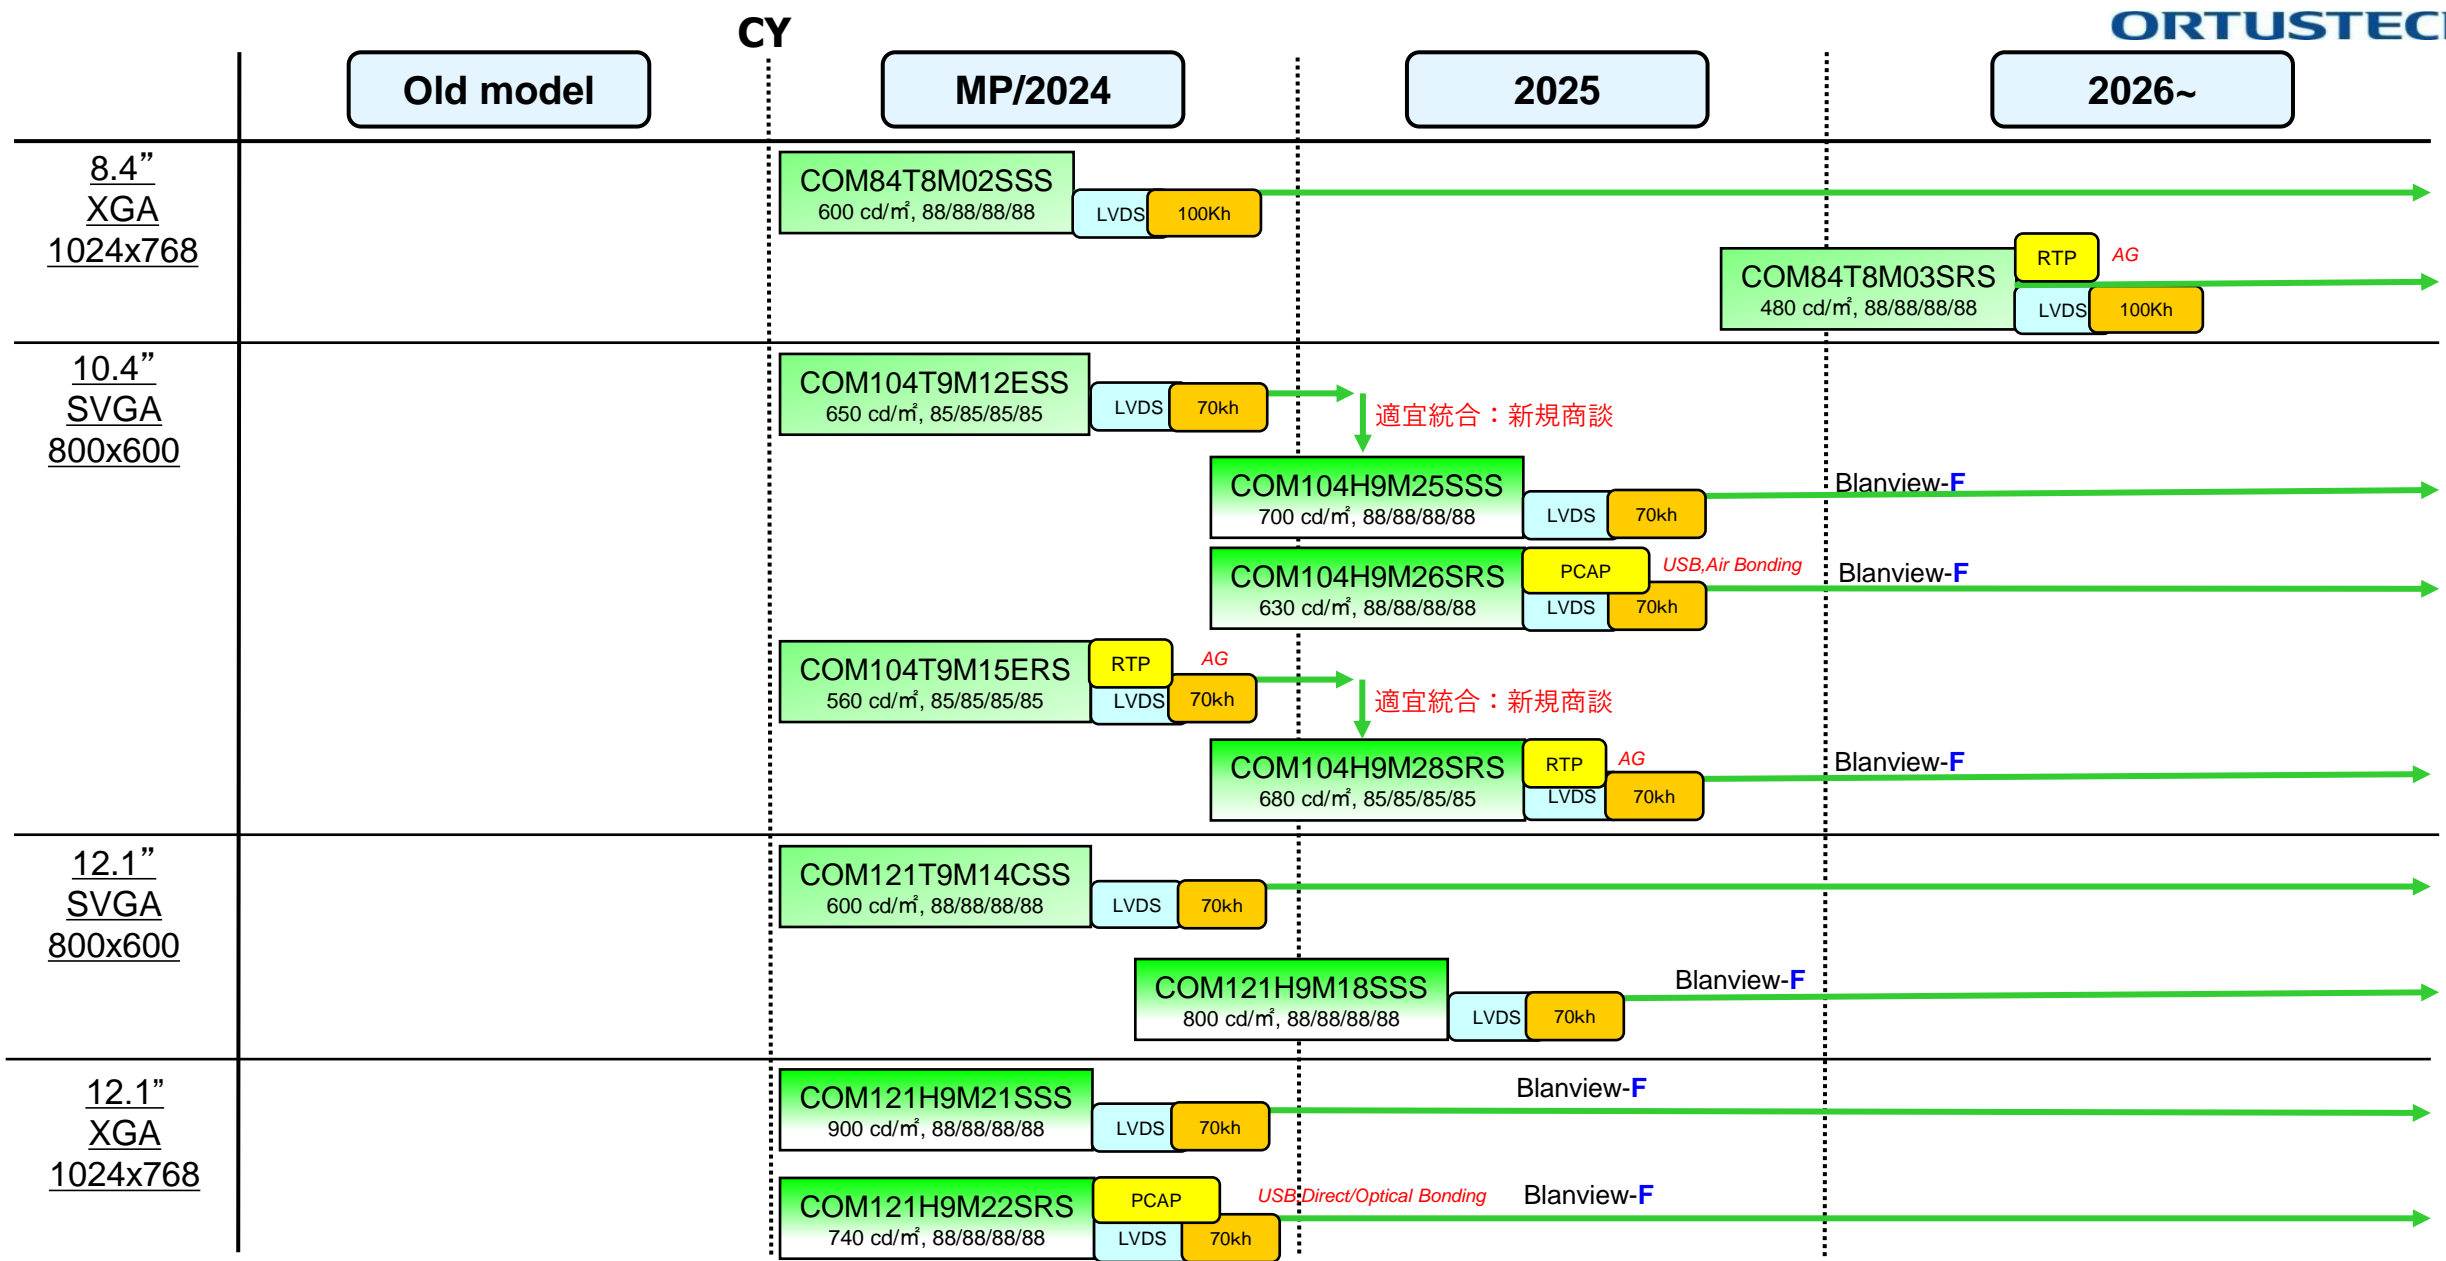 CY
ORTUSTECH
Old model
MP/2024
2025
2026~
8.4”
XGA
1024x768
COM84T8M02SSS
600 cd/㎡, 88/88/88/88
LVDS
100Kh
COM84T8M03SRS
480 cd/㎡, 88/88/88/88
RTP
AG
LVDS
100Kh
10.4”
SVGA
800x600
COM104T9M12ESS
650 cd/㎡, 85/85/85/85
LVDS
70kh
適宜統合：新規商談
COM104H9M25SSS
700 cd/㎡, 88/88/88/88
LVDS
70kh
Blanview-F
COM104H9M26SRS
630 cd/㎡, 88/88/88/88
PCAP
USB,Air Bonding
LVDS
70kh
Blanview-F
COM104T9M15ERS
560 cd/㎡, 85/85/85/85
RTP
AG
LVDS
70kh
適宜統合：新規商談
COM104H9M28SRS
680 cd/㎡, 85/85/85/85
RTP
AG
LVDS
70kh
Blanview-F
12.1”
SVGA
800x600
COM121T9M14CSS
600 cd/㎡, 88/88/88/88
LVDS
70kh
COM121H9M18SSS
800 cd/㎡, 88/88/88/88
LVDS
70kh
Blanview-F
12.1”
XGA
1024x768
COM121H9M21SSS
900 cd/㎡, 88/88/88/88
LVDS
70kh
Blanview-F
COM121H9M22SRS
740 cd/㎡, 88/88/88/88
PCAP
USB,Direct/Optical Bonding
LVDS
70kh
Blanview-F